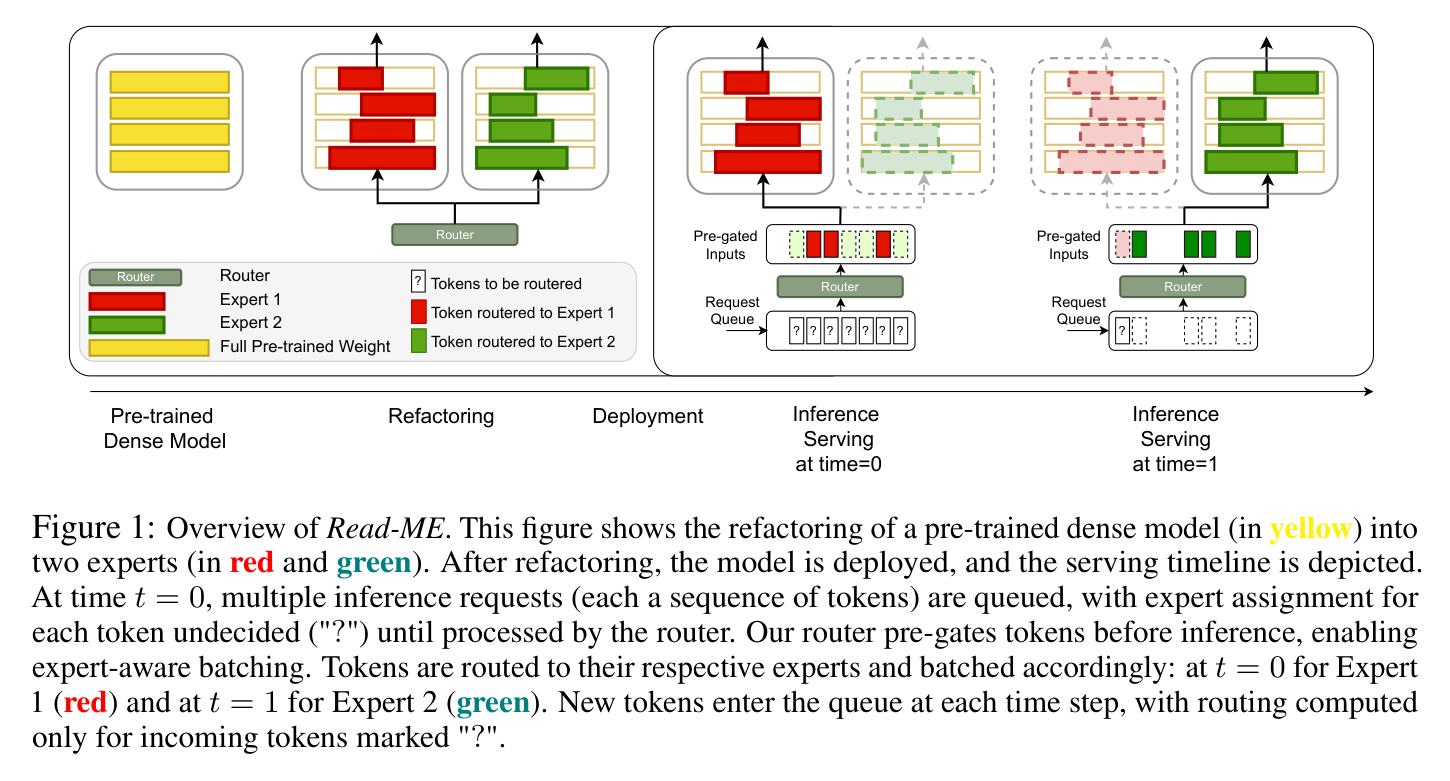 Router
Pre-gated
Inputs
Router
Request
Queue
? ? ? ? ? ? ?
Pre-gated
Inputs
Router
Request
Queue
?
Router
Router
Expert 1
Expert 2
Full Pre-trained Weight
? Tokens to be routered
Token routered to Expert 1
Token routered to Expert 2
Pre-trained
Dense Model
Refactoring
Deployment
Inference
Serving
at time=0
Inference
Serving
at time=1
Figure 1: Overview of Read-ME. This figure shows the refactoring of a pre-trained dense model (in yellow) into
two experts (in red and green). After refactoring, the model is deployed, and the serving timeline is depicted.
At time t = 0, multiple inference requests (each a sequence of tokens) are queued, with expert assignment for
each token undecided ("?") until processed by the router. Our router pre-gates tokens before inference, enabling
expert-aware batching. Tokens are routed to their respective experts and batched accordingly: at t = 0 for Expert
1 (red) and at t = 1 for Expert 2 (green). New tokens enter the queue at each time step, with routing computed
only for incoming tokens marked "?".